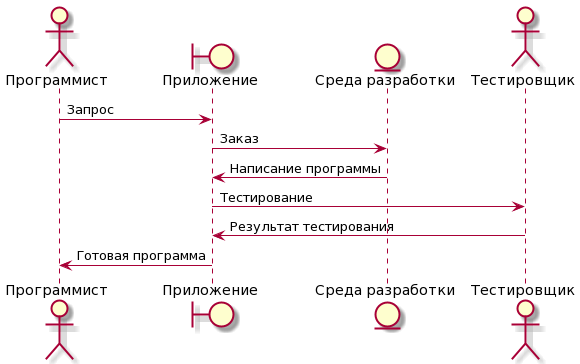 Программист Приложение Среда разработки Тестировщик
Запрос
Заказ
Написание программы
Тестирование
Результат тестирования
Готовая программа
Программист Приложение Среда разработки Тестировщик